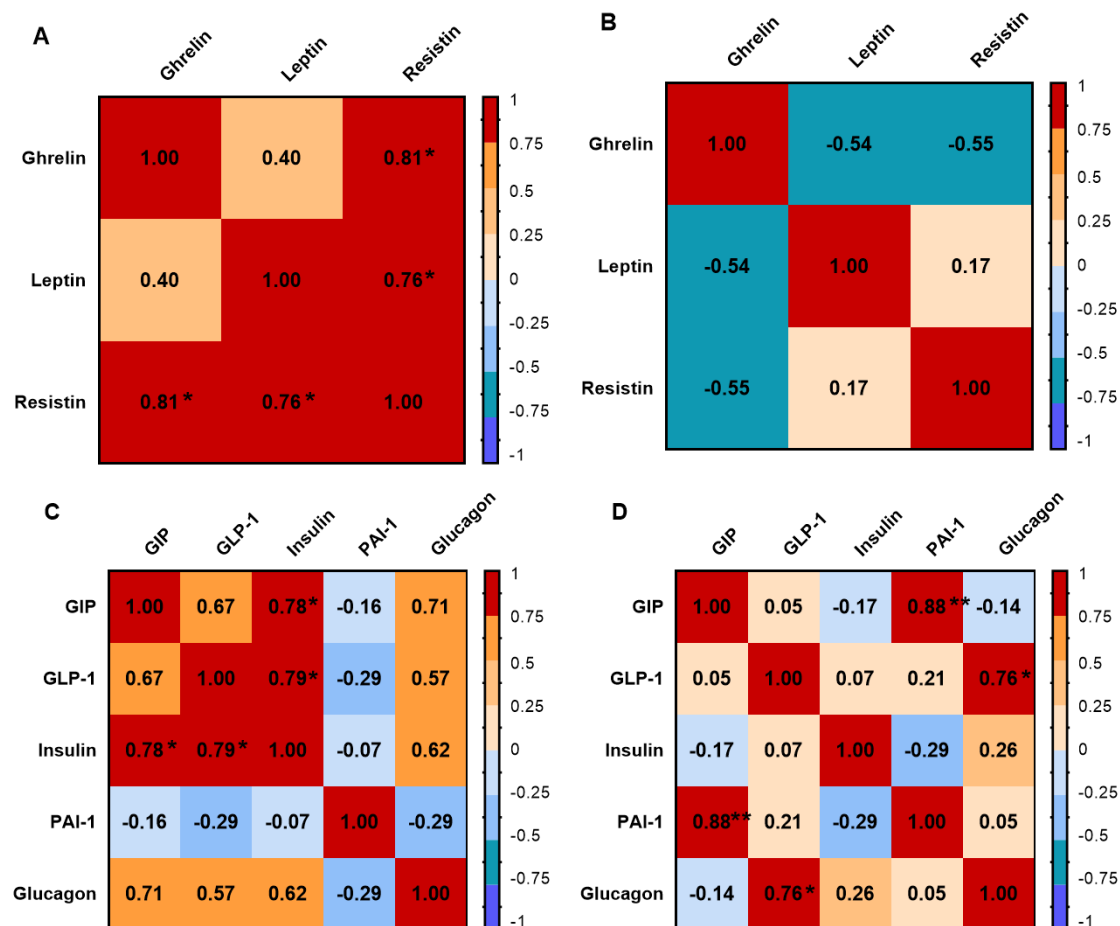 A
Ghrelin Leptin Resistin
Ghrelin 1.00 0.40 0.81*
Leptin 0.40 1.00 0.76*
Resistin 0.81* 0.76* 1.00
1
0.75
0.5
0.25
0
-0.25
-0.5
-0.75
-1
B
Ghrelin Leptin Resistin
Ghrelin 1.00 -0.54 -0.55
Leptin -0.54 1.00 0.17
Resistin -0.55 0.17 1.00
1
0.75
0.5
0.25
0
-0.25
-0.5
-0.75
-1
C
GIP GLP-1 Insulin PAI-1 Glucagon
GIP 1.00 0.67 0.78* -0.16 0.71
GLP-1 0.67 1.00 0.79* -0.29 0.57
Insulin 0.78* 0.79* 1.00 -0.07 0.62
PAI-1 -0.16 -0.29 -0.07 1.00 -0.29
Glucagon 0.71 0.57 0.62 -0.29 1.00
1
0.75
0.5
0.25
0
-0.25
-0.5
-0.75
-1
D
GIP GLP-1 Insulin PAI-1 Glucagon
GIP 1.00 0.05 -0.17 0.88** -0.14
GLP-1 0.05 1.00 0.07 0.21 0.76*
Insulin -0.17 0.07 1.00 -0.29 0.26
PAI-1 0.88** 0.21 -0.29 1.00 0.05
Glucagon -0.14 0.76* 0.26 0.05 1.00
1
0.75
0.5
0.25
0
-0.25
-0.5
-0.75
-1